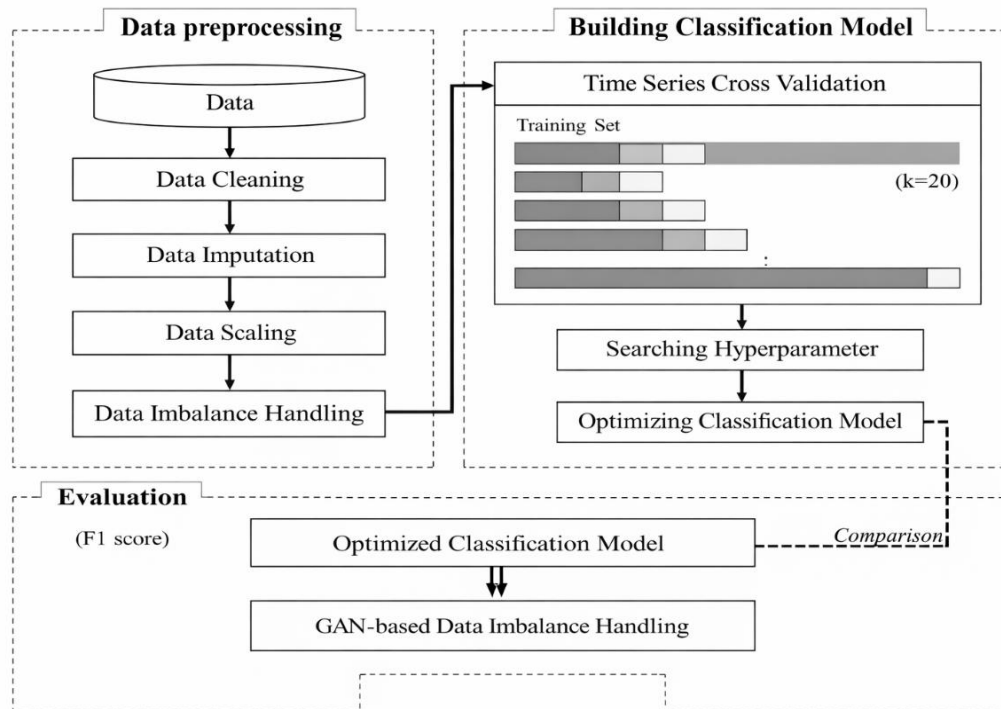 Data preprocessing
Data
Data Cleaning
Data Imputation
Data Scaling
Data Imbalance Handling
Building Classification Model
Time Series Cross Validation
Training Set
(k=20)
:
Searching Hyperparameter
Optimizing Classification Model
Evaluation
(F1 score)
Optimized Classification Model
Comparison
GAN-based Data Imbalance Handling